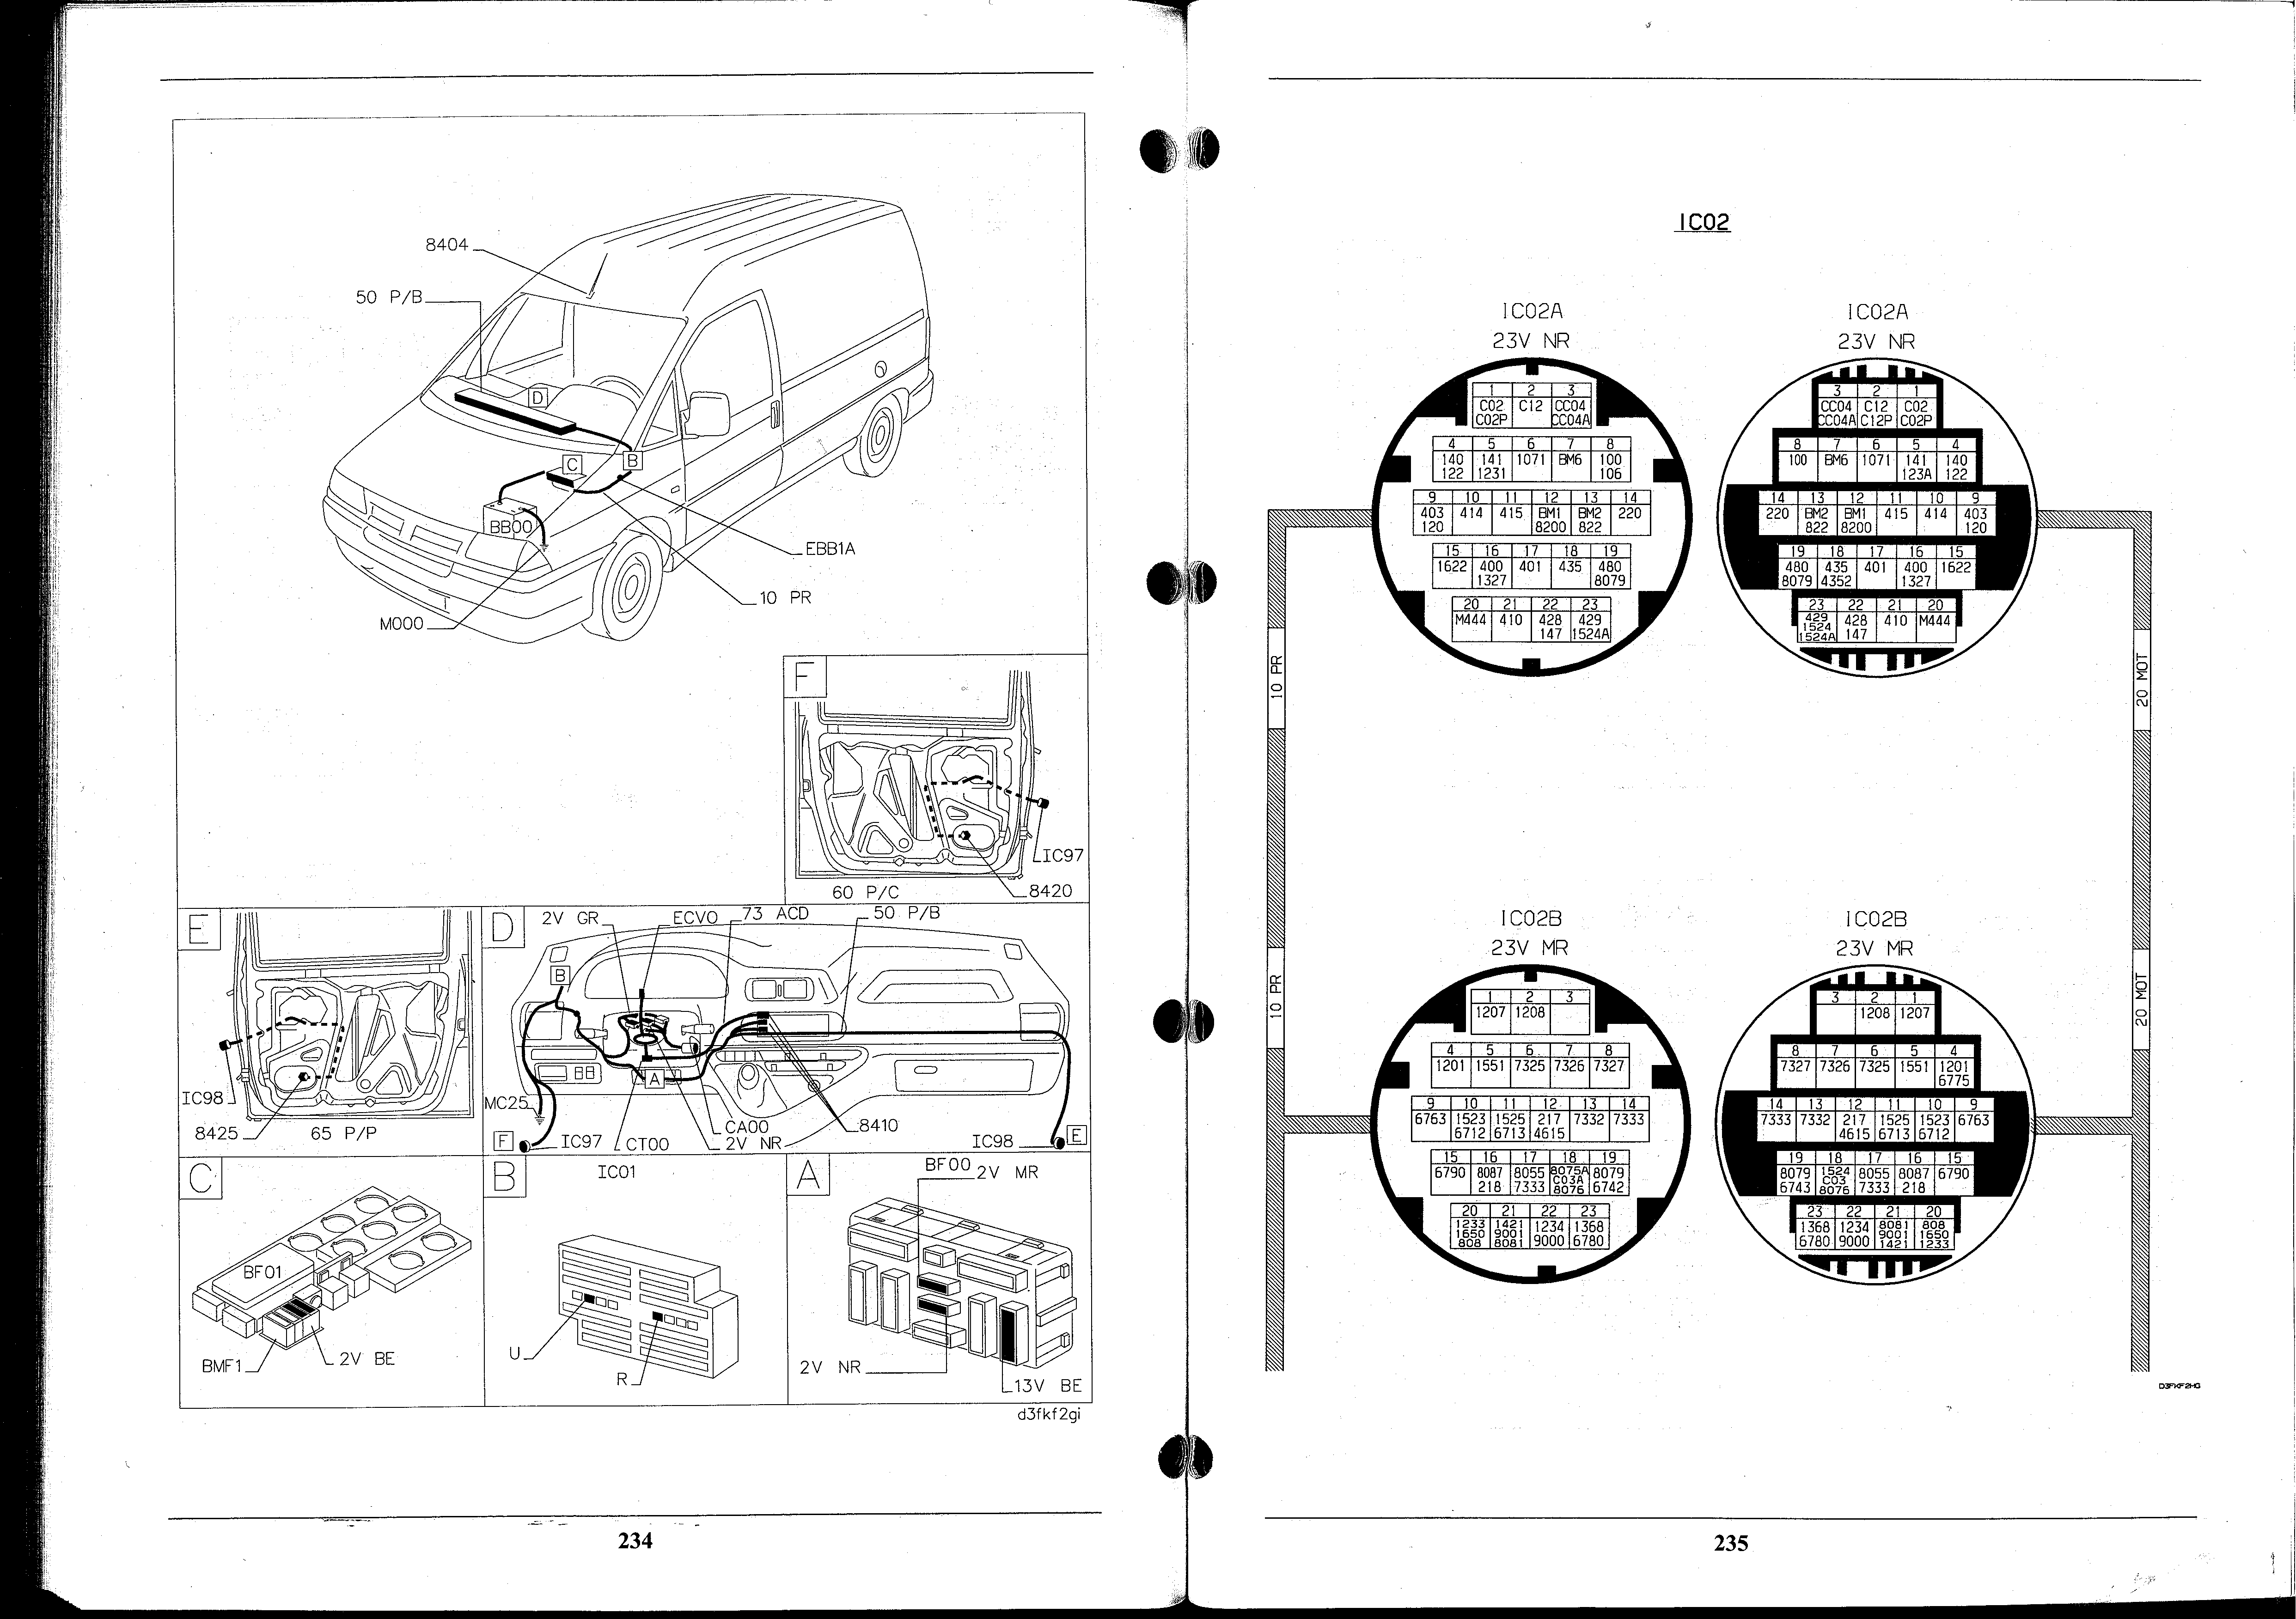 8404
50 P/B
D
C
B
BB00
EBB1A
10 PR
M000
F
IC97
8420
60 P/C
E
IC98
8425
65 P/P
D
2V GR
ECVO
73 ACD
50 P/B
B
A
MC25
F
IC97
CT00
CA00
2V NR
8410
IC98
E
C
BF01
BMF1
2V BE
B
IC01
U
R
A
BF00
2V MR
2V NR
13V BE
d3fkf2gi
234
IC02
IC02A
23V NR
1 2 3
C02 C12 CC04
C02P CC04A
4 5 6 7 8
140 141 1071 BM6 100
122 1231 106
9 10 11 12 13 14
403 414 415 BM1 BM2 220
120 8200 822
15 16 17 18 19
1622 400 401 435 480
1327 8079
20 21 22 23
M444 410 428 429
147 1524A
IC02A
23V NR
3 2 1
CC04 C12 C02
CC04A C12P C02P
8 7 6 5 4
100 BM6 1071 141 140
123A 122
14 13 12 11 10 9
220 BM2 BM1 415 414 403
822 8200 120
19 18 17 16 15
480 435 401 400 1622
8079 4352 1327
23 22 21 20
429 428 410 M444
1524 147
1524A
10 PR
20 MOT
IC02B
23V MR
1 2 3
1207 1208
4 5 6 7 8
1201 1551 7325 7326 7327
9 10 11 12 13 14
6763 1523 1525 217 7332 7333
6712 6713 4615
15 16 17 18 19
6790 8087 8055 8075A 8079
218 7333 C03A 6742
8076
20 21 22 23
1233 1421 1234 1368
1650 9001 9000 6780
808 8081
IC02B
23V MR
3 2 1
1208 1207
8 7 6 5 4
7327 7326 7325 1551 1201
6775
14 13 12 11 10 9
7333 7332 217 1525 1523 6763
4615 6713 6712
19 18 17 16 15
8079 1524 8055 8087 6790
6743 C03 7333 218
8076
23 22 21 20
1368 1234 8081 808
6780 9000 9001 1650
1421 1233
10 PR
20 MOT
D3FKF2HG
235